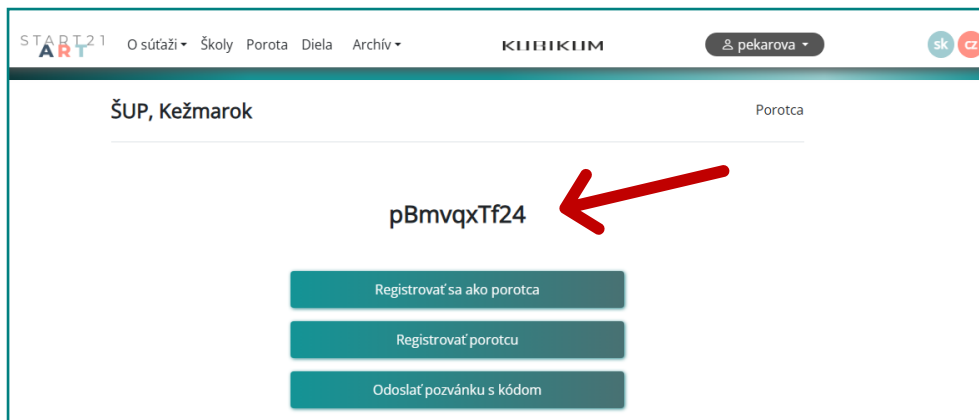 START21 ART O súťaži Školy Porota Diela Archív KUBIKUM pekarova sk cz
ŠUP, Kežmarok Porotca
pBmvqxTf24
Registrovať sa ako porotca
Registrovať porotcu
Odoslať pozvánku s kódom